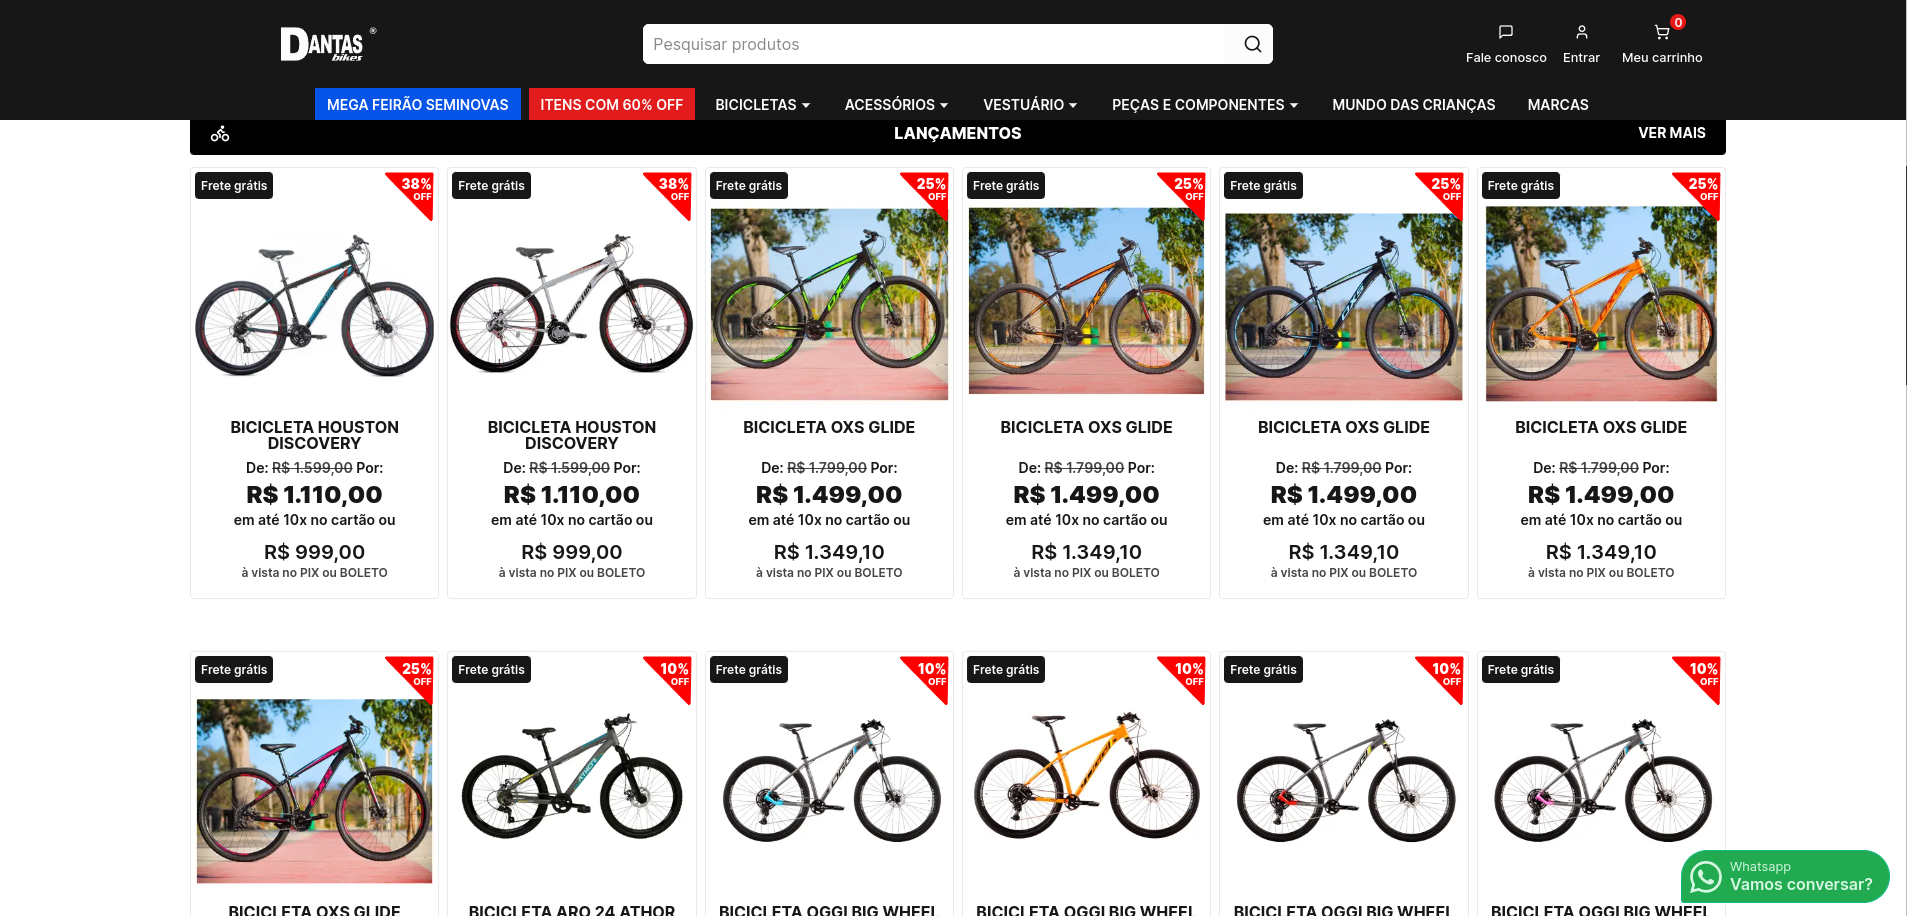 DANTAS ®
bikes
Pesquisar produtos
Fale conosco
Entrar
0
Meu carrinho
MEGA FEIRÃO SEMINOVAS
ITENS COM 60% OFF
BICICLETAS
ACESSÓRIOS
VESTUÁRIO
PEÇAS E COMPONENTES
MUNDO DAS CRIANÇAS
MARCAS
LANÇAMENTOS
VER MAIS
Frete grátis
38%
OFF
BICICLETA HOUSTON
DISCOVERY
De: R$ 1.599,00 Por:
R$ 1.110,00
em até 10x no cartão ou
R$ 999,00
à vista no PIX ou BOLETO
Frete grátis
38%
OFF
BICICLETA HOUSTON
DISCOVERY
De: R$ 1.599,00 Por:
R$ 1.110,00
em até 10x no cartão ou
R$ 999,00
à vista no PIX ou BOLETO
Frete grátis
25%
OFF
OXS
BICICLETA OXS GLIDE
De: R$ 1.799,00 Por:
R$ 1.499,00
em até 10x no cartão ou
R$ 1.349,10
à vista no PIX ou BOLETO
Frete grátis
25%
OFF
OXS
BICICLETA OXS GLIDE
De: R$ 1.799,00 Por:
R$ 1.499,00
em até 10x no cartão ou
R$ 1.349,10
à vista no PIX ou BOLETO
Frete grátis
25%
OFF
OXS
BICICLETA OXS GLIDE
De: R$ 1.799,00 Por:
R$ 1.499,00
em até 10x no cartão ou
R$ 1.349,10
à vista no PIX ou BOLETO
Frete grátis
25%
OFF
OXS
BICICLETA OXS GLIDE
De: R$ 1.799,00 Por:
R$ 1.499,00
em até 10x no cartão ou
R$ 1.349,10
à vista no PIX ou BOLETO
Frete grátis
25%
OFF
OXS
BICICLETA OXS GLIDE
Frete grátis
10%
OFF
ATHOR
BICICLETA ARO 24 ATHOR
Frete grátis
10%
OFF
OGGI
BICICLETA OGGI BIG WHEEL
Frete grátis
10%
OFF
OGGI
BICICLETA OGGI BIG WHEEL
Frete grátis
10%
OFF
OGGI
BICICLETA OGGI BIG WHEEL
Frete grátis
10%
OFF
OGGI
BICICLETA OGGI BIG WHEEL
Whatsapp
Vamos conversar?